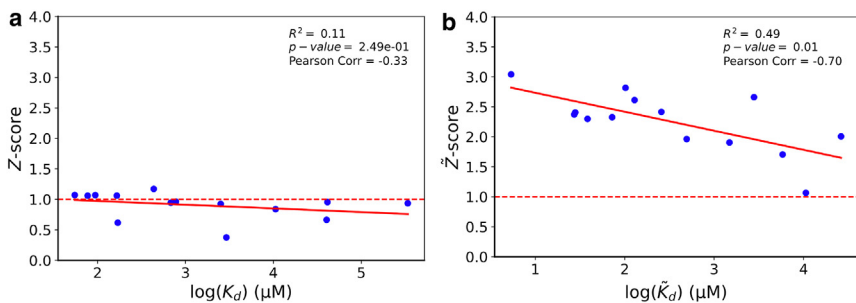 a
R² = 0.11
p − value = 2.49e-01
Pearson Corr = -0.33
4.0
3.5
3.0
2.5
2.0
1.5
1.0
0.5
0.0
Z-score
2 3 4 5
log(K_d) (μM)
b
R² = 0.49
p − value = 0.01
Pearson Corr = -0.70
4.0
3.5
3.0
2.5
2.0
1.5
1.0
0.5
0.0
Z̃-score
1 2 3 4
log(K̃_d) (μM)